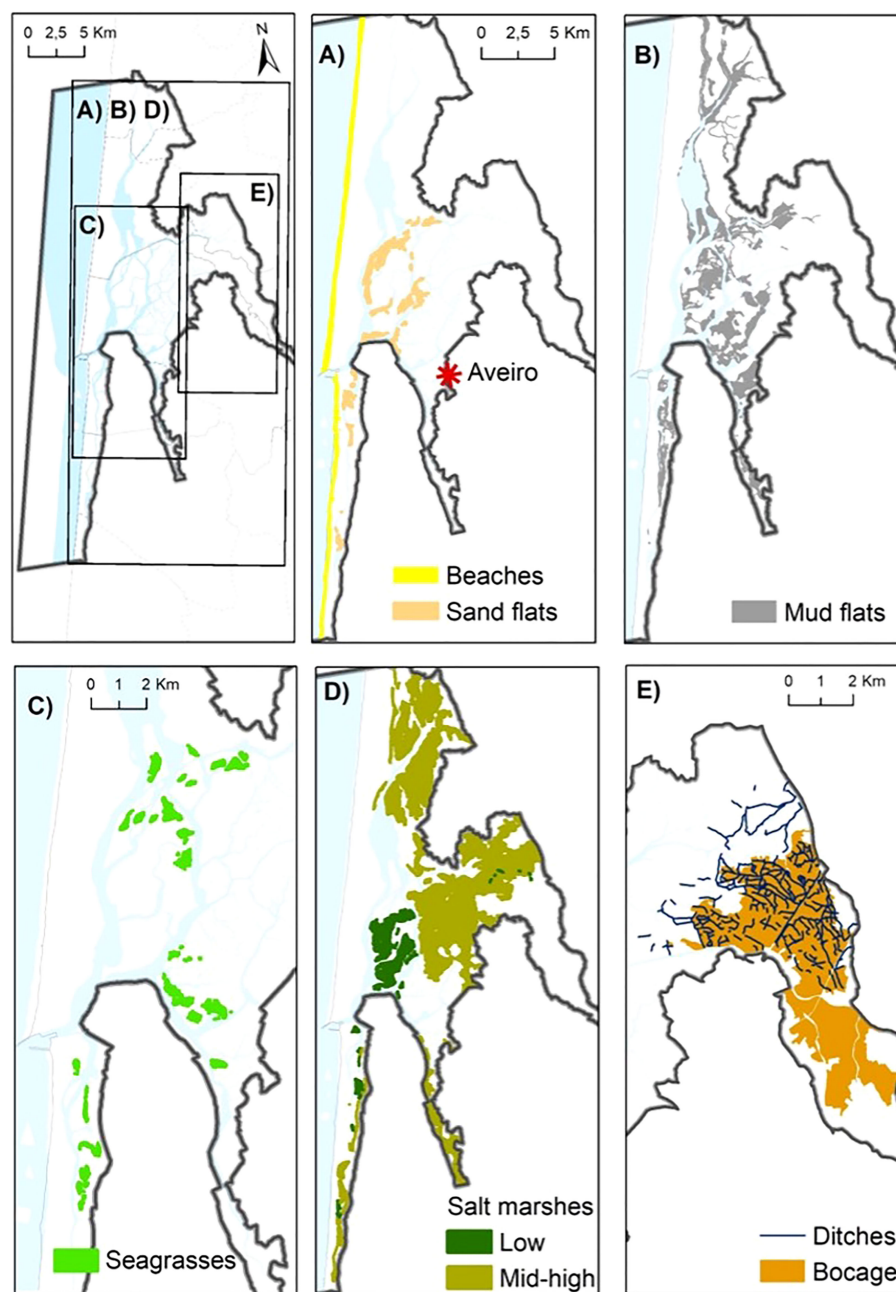 0 2,5 5 Km
N
A) B) D)
E)
C)
A)
0 2,5 5 Km
Aveiro
Beaches
Sand flats
B)
Mud flats
C)
0 1 2 Km
Seagrasses
D)
Salt marshes
Low
Mid-high
E)
0 1 2 Km
Ditches
Bocage